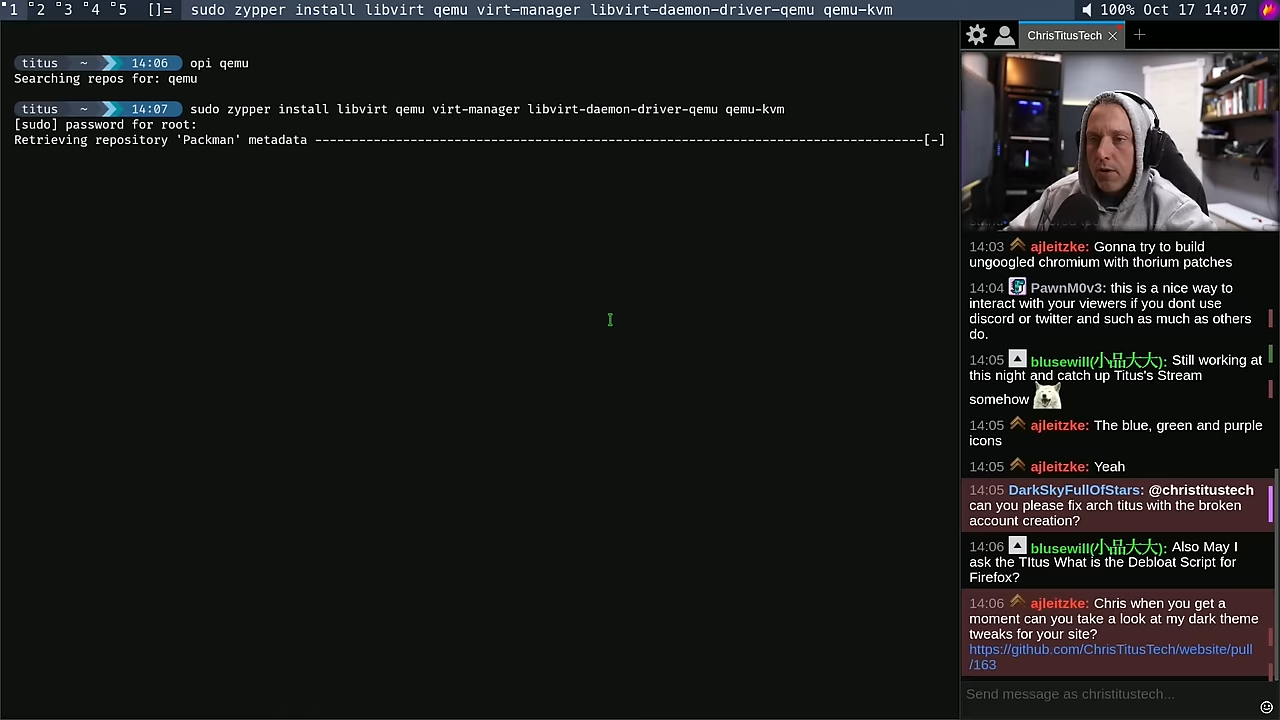 1 2 3 4 5 []= sudo zypper install libvirt qemu virt-manager libvirt-daemon-driver-qemu qemu-kvm 100% Oct 17 14:07
titus ~ 14:06 opi qemu
Searching repos for: qemu
titus ~ 14:07 sudo zypper install libvirt qemu virt-manager libvirt-daemon-driver-qemu qemu-kvm
[sudo] password for root:
Retrieving repository 'Packman' metadata ----------------------------------------------------------------------------------[-]
ChrisTitusTech
14:03 ajleitzke: Gonna try to build
ungoogled chromium with thorium patches
14:04 PawnM0v3: this is a nice way to
interact with your viewers if you dont use
discord or twitter and such as much as others
do.
14:05 blusewill(小品大大): Still working at
this night and catch up Titus's Stream
somehow
14:05 ajleitzke: The blue, green and purple
icons
14:05 ajleitzke: Yeah
14:05 DarkSkyFullOfStars: @christitustech
can you please fix arch titus with the broken
account creation?
14:06 blusewill(小品大大): Also May I
ask the TItus What is the Debloat Script for
Firefox?
14:06 ajleitzke: Chris when you get a
moment can you take a look at my dark theme
tweaks for your site?
https://github.com/ChrisTitusTech/website/pull
/163
Send message as christitustech...